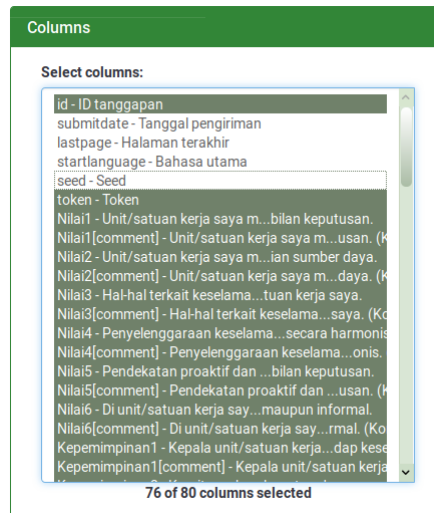 Columns
Select columns:
id - ID tanggapan
submitdate - Tanggal pengiriman
lastpage - Halaman terakhir
startlanguage - Bahasa utama
seed - Seed
token - Token
Nilai1 - Unit/satuan kerja saya m...bilan keputusan.
Nilai1[comment] - Unit/satuan kerja saya m...usan. (K
Nilai2 - Unit/satuan kerja saya m...ian sumber daya.
Nilai2[comment] - Unit/satuan kerja saya m...daya. (K
Nilai3 - Hal-hal terkait keselama...tuan kerja saya.
Nilai3[comment] - Hal-hal terkait keselama...saya. (Ko
Nilai4 - Penyelenggaraan keselama...secara harmonis
Nilai4[comment] - Penyelenggaraan keselama...onis.
Nilai5 - Pendekatan proaktif dan ...bilan keputusan.
Nilai5[comment] - Pendekatan proaktif dan ...usan. (K
Nilai6 - Di unit/satuan kerja say...maupun informal.
Nilai6[comment] - Di unit/satuan kerja say...rmal. (Ko
Kepemimpinan1 - Kepala unit/satuan kerja...dap kese
Kepemimpinan1[comment] - Kepala unit/satuan kerja
76 of 80 columns selected